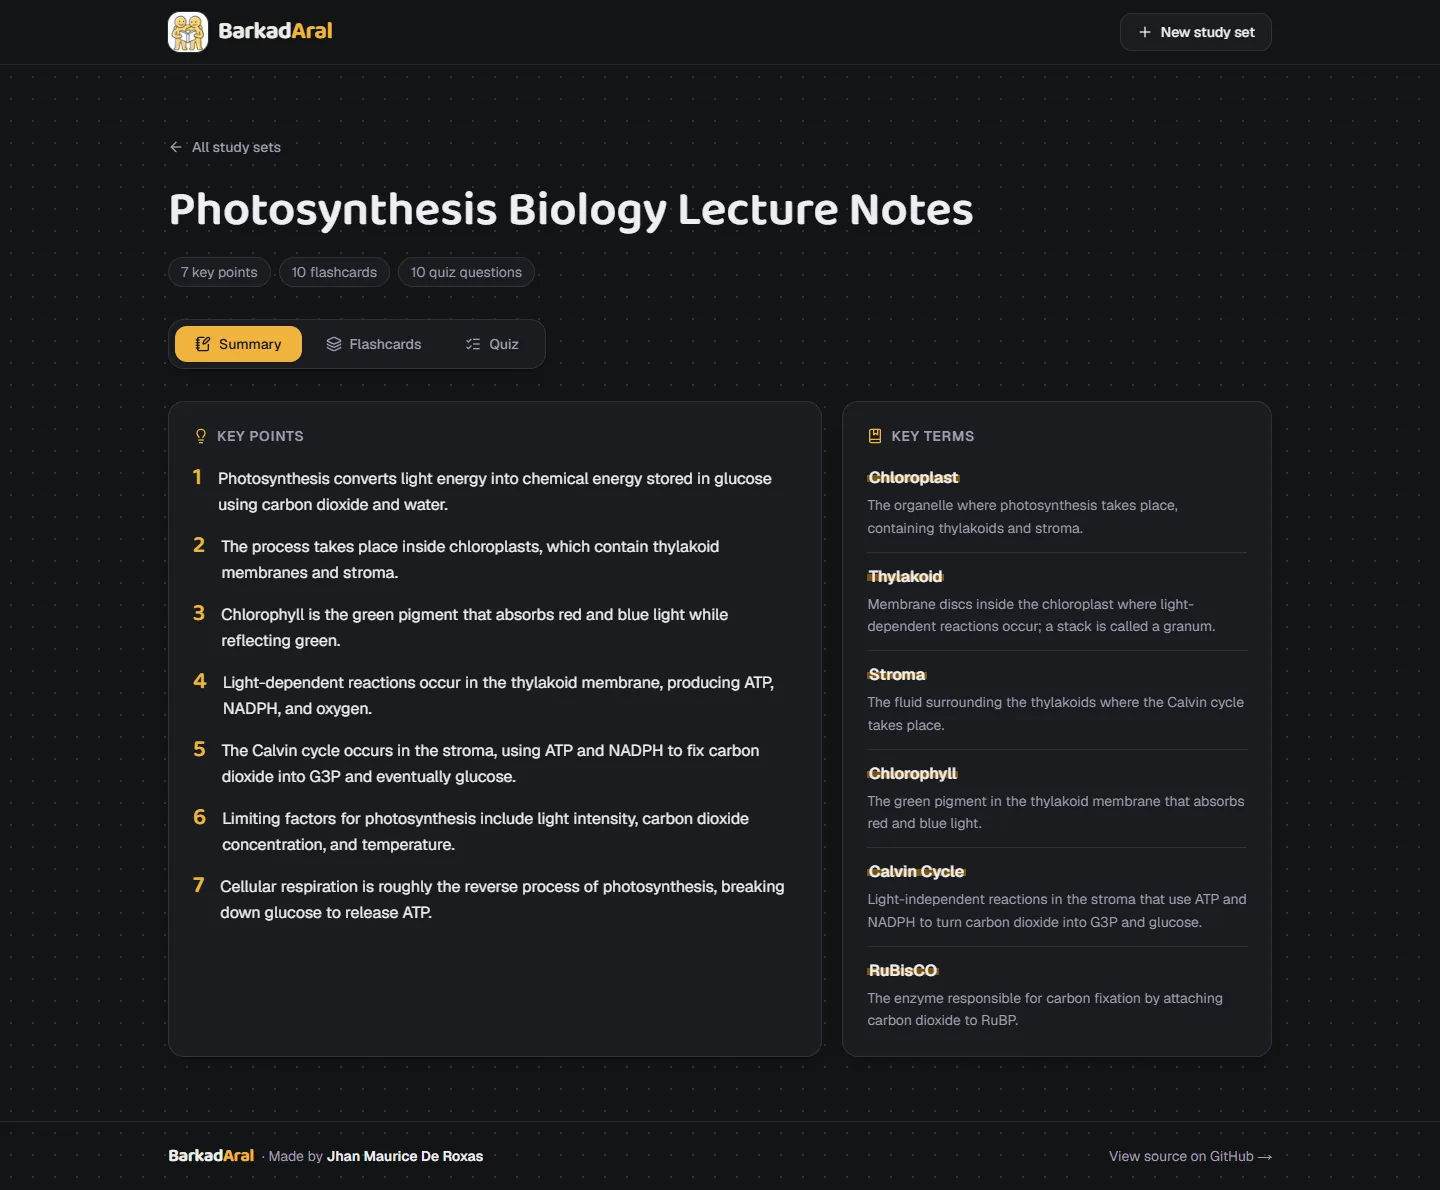 BarkadAral
New study set
All study sets
Photosynthesis Biology Lecture Notes
7 key points
10 flashcards
10 quiz questions
Summary
Flashcards
Quiz
KEY POINTS
1 Photosynthesis converts light energy into chemical energy stored in glucose
using carbon dioxide and water.
2 The process takes place inside chloroplasts, which contain thylakoid
membranes and stroma.
3 Chlorophyll is the green pigment that absorbs red and blue light while
reflecting green.
4 Light-dependent reactions occur in the thylakoid membrane, producing ATP,
NADPH, and oxygen.
5 The Calvin cycle occurs in the stroma, using ATP and NADPH to fix carbon
dioxide into G3P and eventually glucose.
6 Limiting factors for photosynthesis include light intensity, carbon dioxide
concentration, and temperature.
7 Cellular respiration is roughly the reverse process of photosynthesis, breaking
down glucose to release ATP.
KEY TERMS
Chloroplast
The organelle where photosynthesis takes place,
containing thylakoids and stroma.
Thylakoid
Membrane discs inside the chloroplast where light-
dependent reactions occur; a stack is called a granum.
Stroma
The fluid surrounding the thylakoids where the Calvin cycle
takes place.
Chlorophyll
The green pigment in the thylakoid membrane that absorbs
red and blue light.
Calvin Cycle
Light-independent reactions in the stroma that use ATP and
NADPH to turn carbon dioxide into G3P and glucose.
RuBisCO
The enzyme responsible for carbon fixation by attaching
carbon dioxide to RuBP.
BarkadAral · Made by Jhan Maurice De Roxas
View source on GitHub →